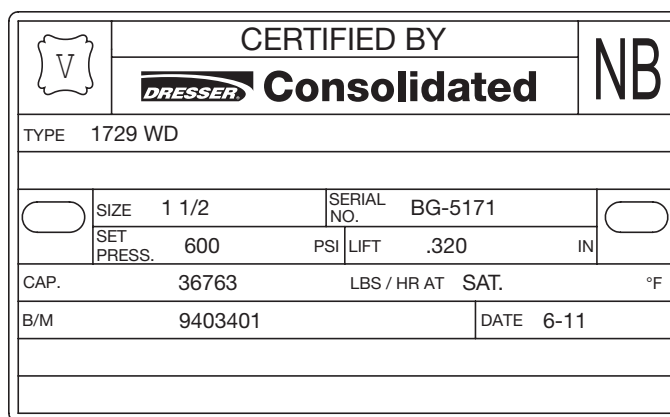 V
CERTIFIED BY
NB
DRESSER® Consolidated
TYPE 1729 WD
SIZE 1 1/2 SERIAL NO. BG-5171
SET PRESS. 600 PSI LIFT .320 IN
CAP. 36763 LBS / HR AT SAT. °F
B/M 9403401 DATE 6-11